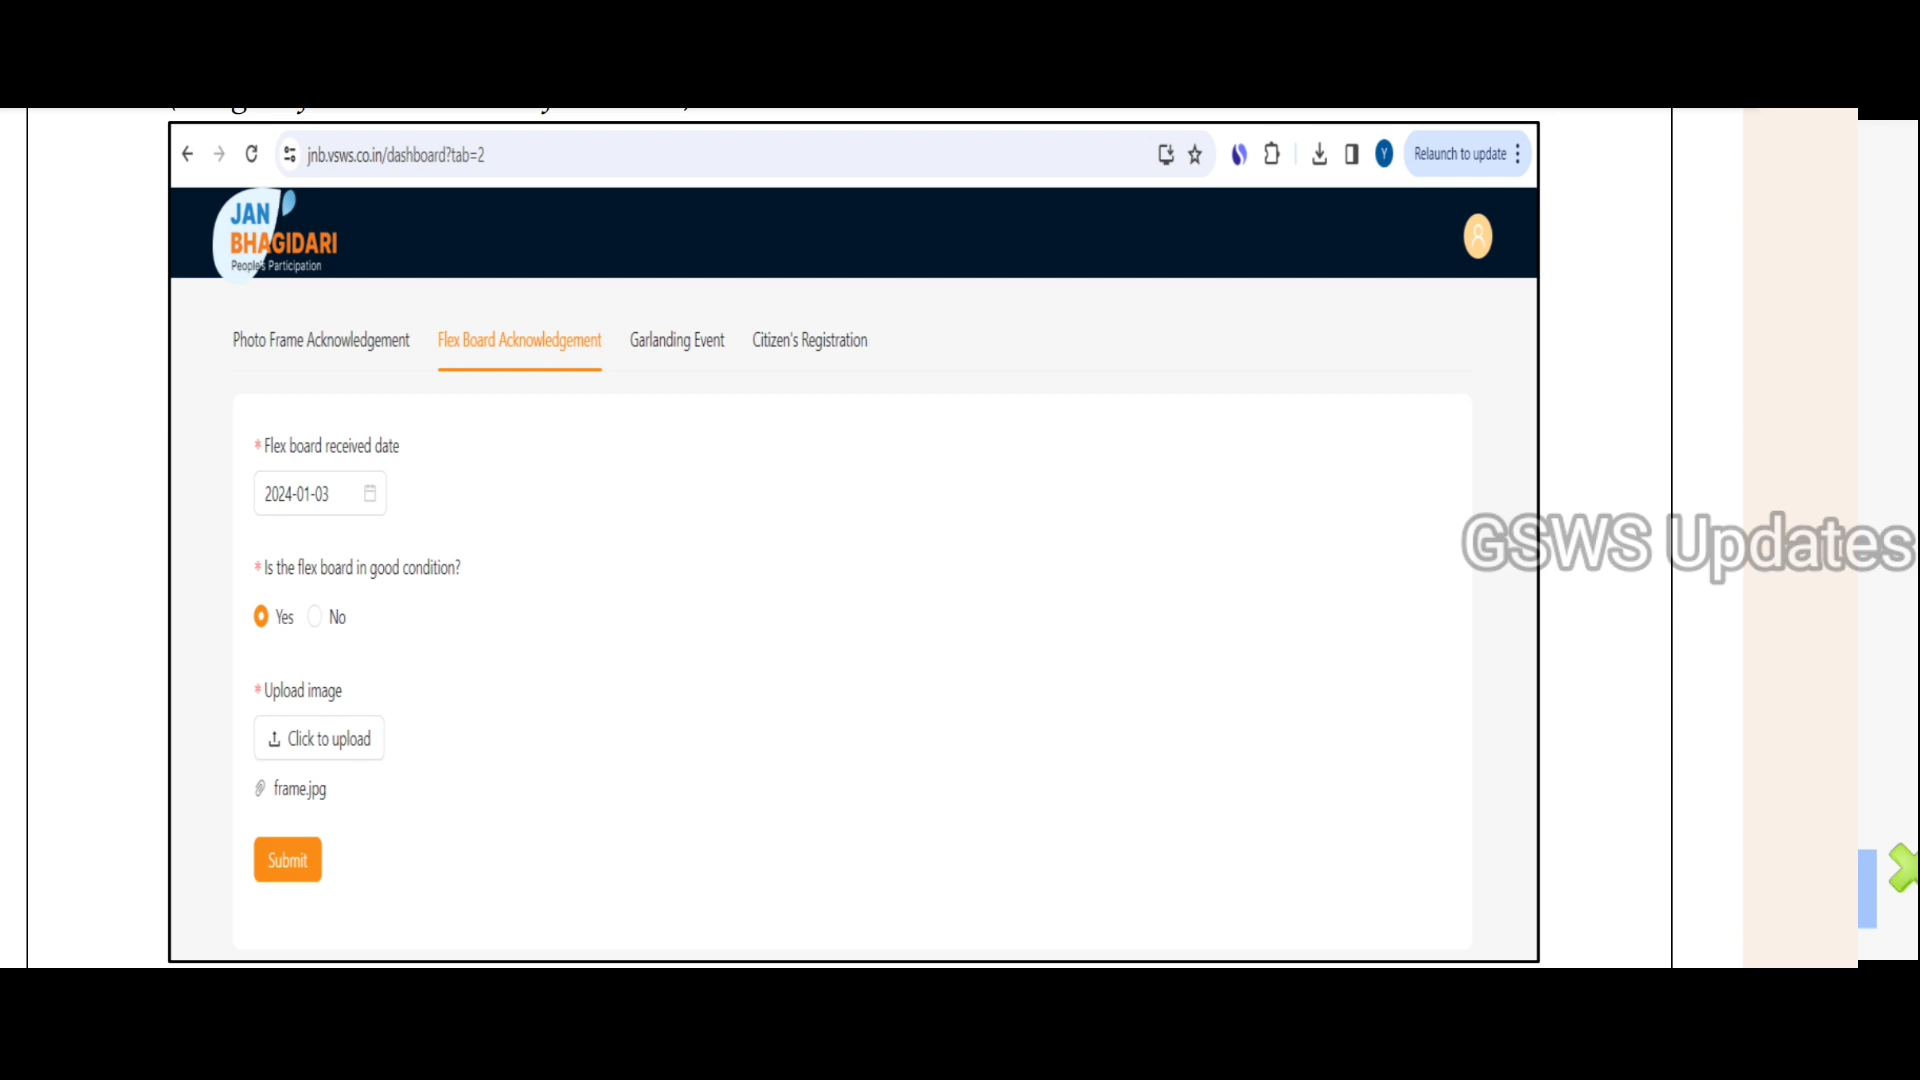 jnb.vsws.co.in/dashboard?tab=2
Y
Relaunch to update
JAN
BHAGIDARI
People's Participation
Photo Frame Acknowledgement
Flex Board Acknowledgement
Garlanding Event
Citizen's Registration
* Flex board received date
2024-01-03
* Is the flex board in good condition?
Yes
No
* Upload image
Click to upload
frame.jpg
Submit
GSWS Updates